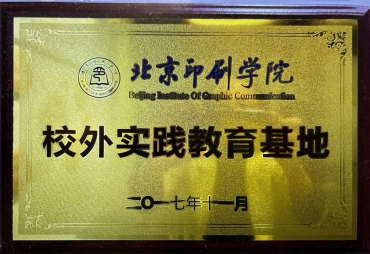 北京印刷学院
Beijing Institute Of Graphic Communication
校外实践教育基地
二〇一七年十一月